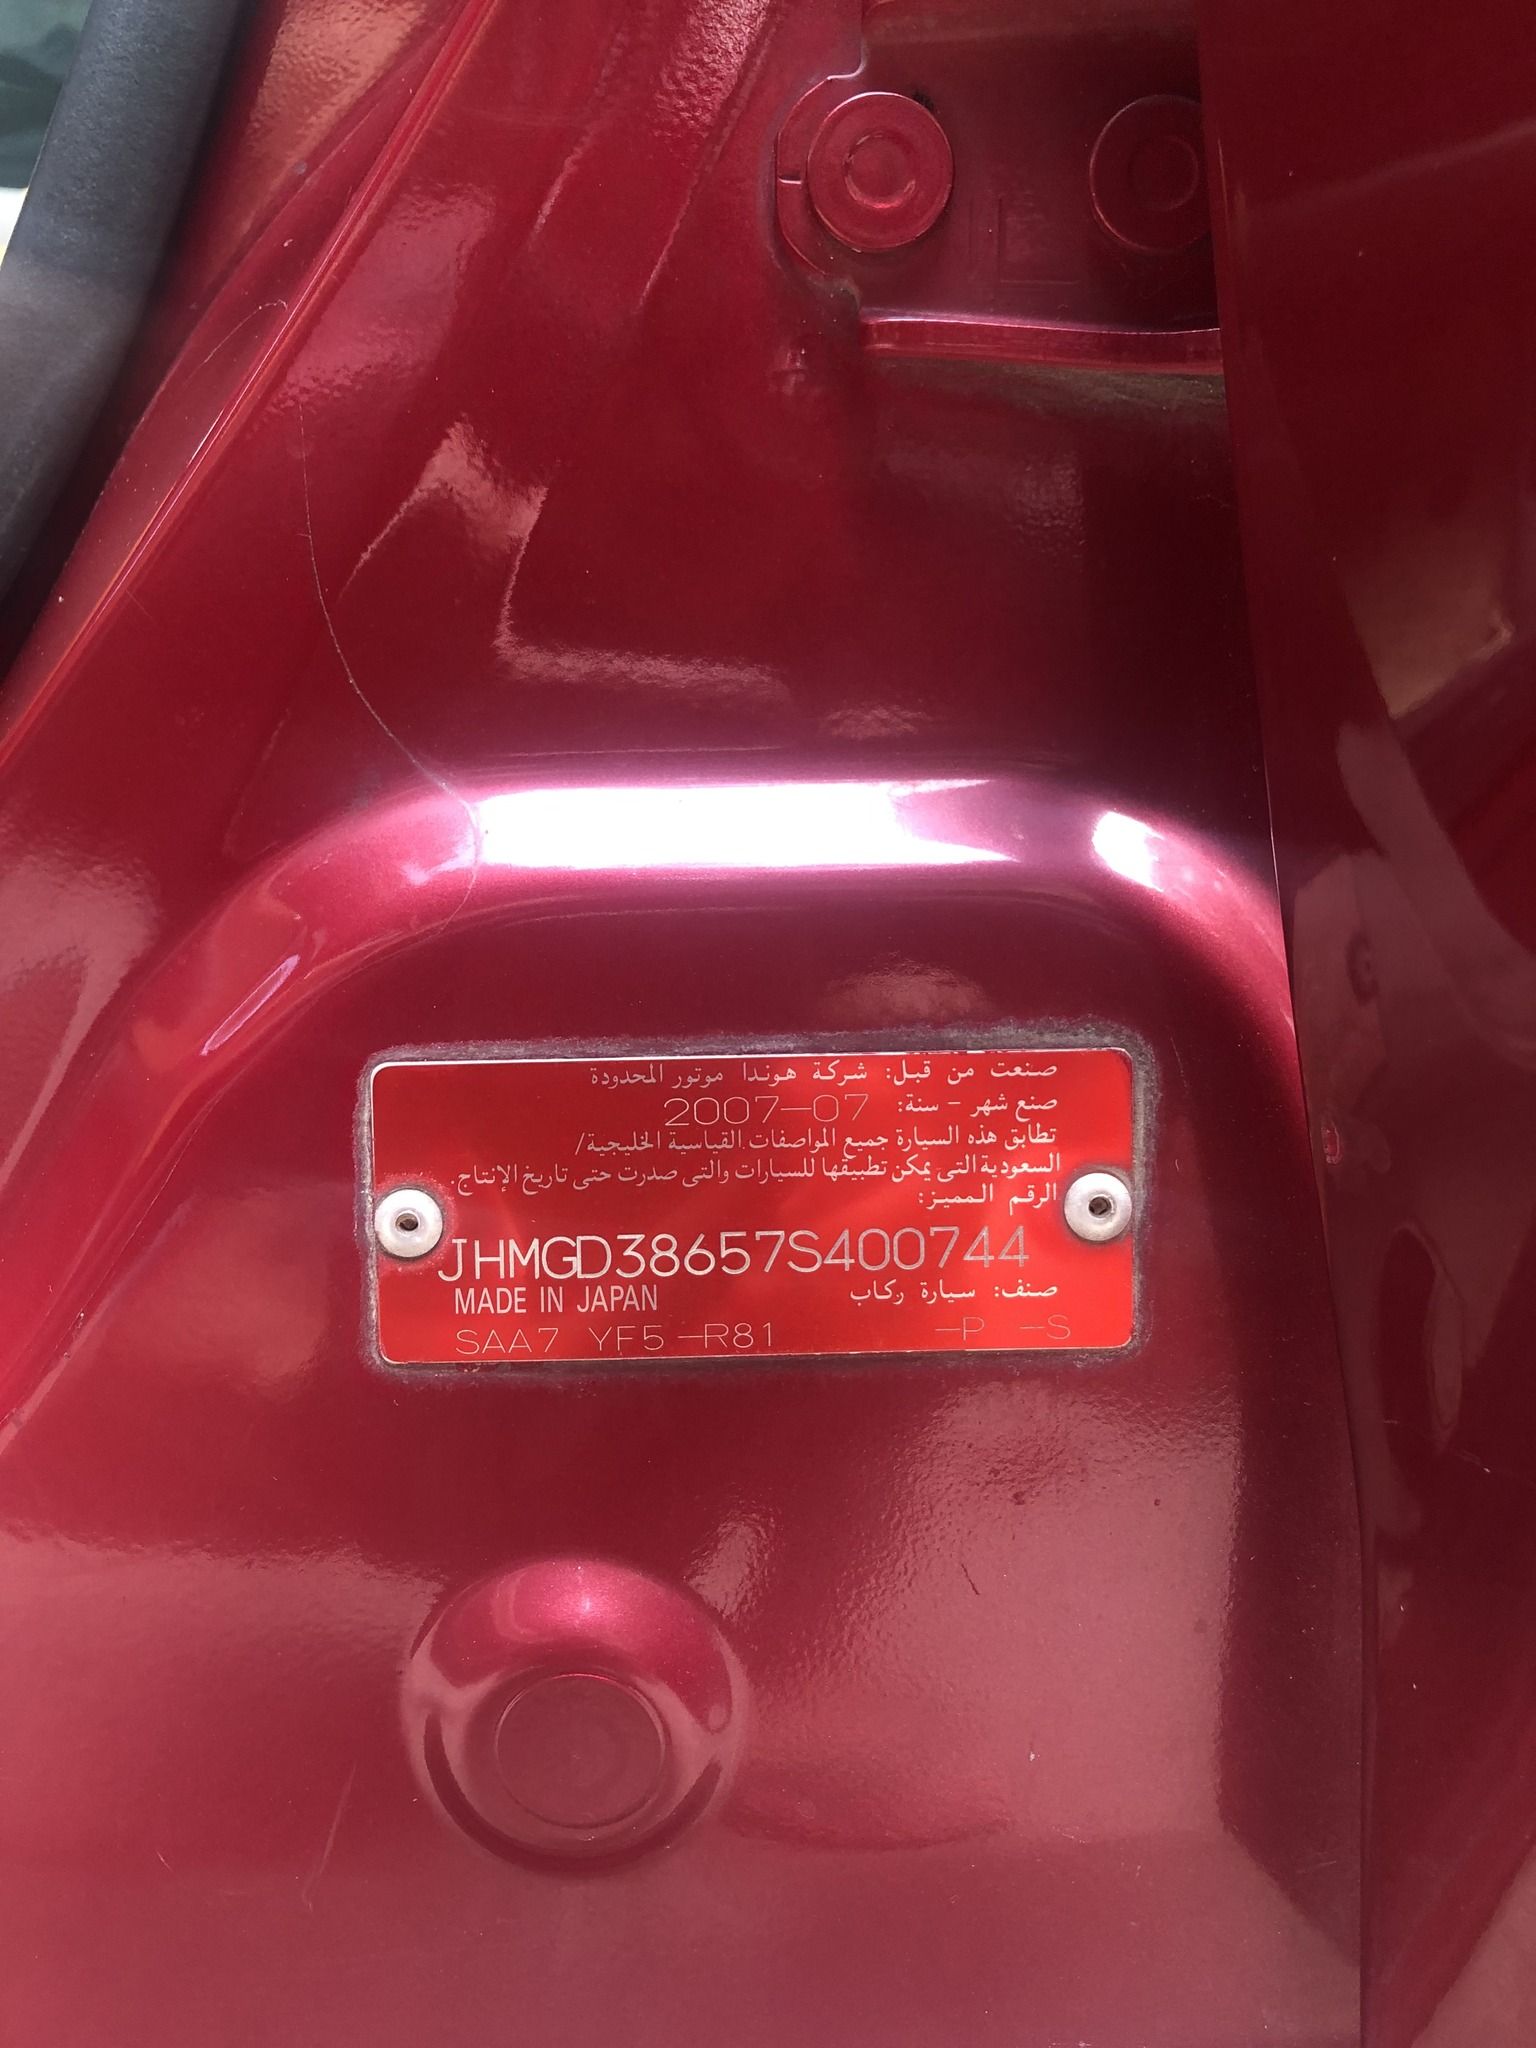 صنعت من قبل: شركة هوندا موتور المحدودة
صنع شهر - سنة: 2007-07
تطابق هذه السيارة جميع المواصفات القياسية الخليجية/
السعودية التي يمكن تطبيقها للسيارات والتي صدرت حتى تاريخ الإنتاج.
الرقم المميز:
JHMGD38657S400744
MADE IN JAPAN صنف: سيارة ركاب
SAA7 YF5 -R81 -P -S